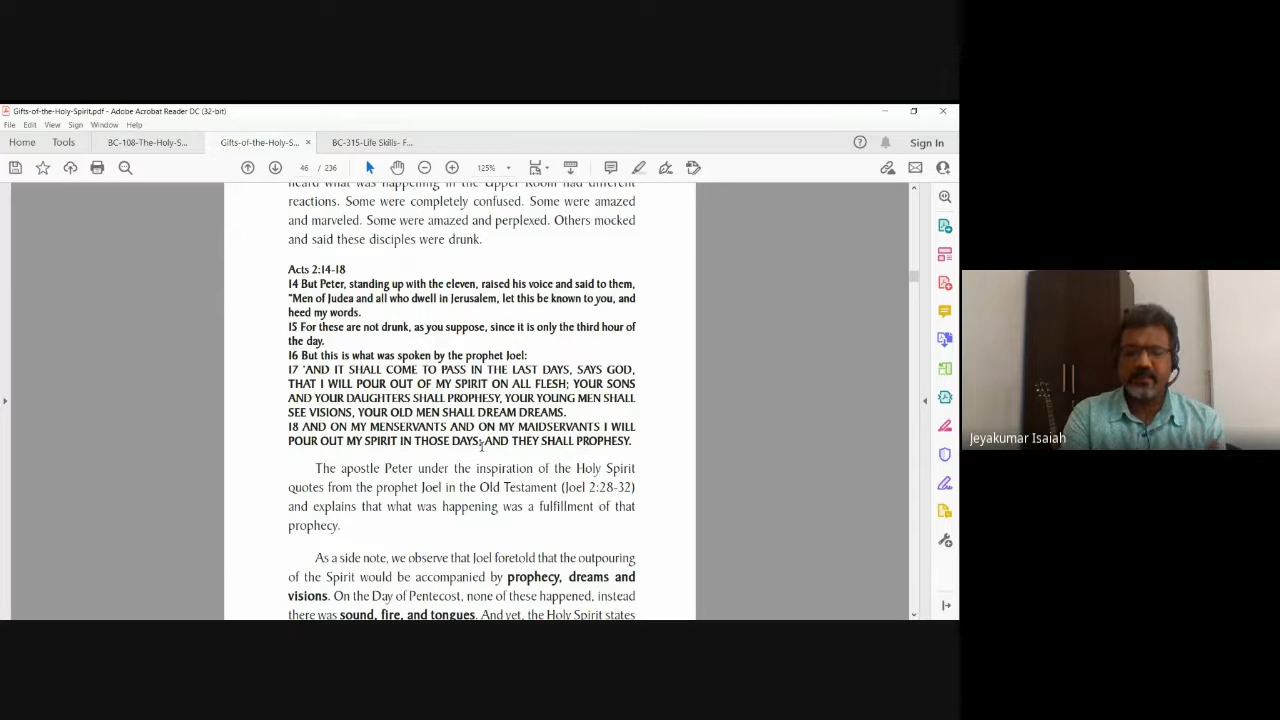 Gifts-of-the-Holy-Spirit.pdf - Adobe Acrobat Reader DC (32-bit)
File Edit View Sign Window Help
Home Tools BC-108-The-Holy-S... Gifts-of-the-Holy-S... × BC-315-Life Skills- F... Sign In
46 / 236 125%
heard what was happening in the Upper Room had different
reactions. Some were completely confused. Some were amazed
and marveled. Some were amazed and perplexed. Others mocked
and said these disciples were drunk.
Acts 2:14-18
14 But Peter, standing up with the eleven, raised his voice and said to them,
“Men of Judea and all who dwell in Jerusalem, let this be known to you, and
heed my words.
15 For these are not drunk, as you suppose, since it is only the third hour of
the day.
16 But this is what was spoken by the prophet Joel:
17 ‘AND IT SHALL COME TO PASS IN THE LAST DAYS, SAYS GOD,
THAT I WILL POUR OUT OF MY SPIRIT ON ALL FLESH; YOUR SONS
AND YOUR DAUGHTERS SHALL PROPHESY, YOUR YOUNG MEN SHALL
SEE VISIONS, YOUR OLD MEN SHALL DREAM DREAMS.
18 AND ON MY MENSERVANTS AND ON MY MAIDSERVANTS I WILL
POUR OUT MY SPIRIT IN THOSE DAYS; AND THEY SHALL PROPHESY.
The apostle Peter under the inspiration of the Holy Spirit
quotes from the prophet Joel in the Old Testament (Joel 2:28-32)
and explains that what was happening was a fulfillment of that
prophecy.
As a side note, we observe that Joel foretold that the outpouring
of the Spirit would be accompanied by prophecy, dreams and
visions. On the Day of Pentecost, none of these happened, instead
there was sound, fire, and tongues. And yet, the Holy Spirit states
Jeyakumar Isaiah